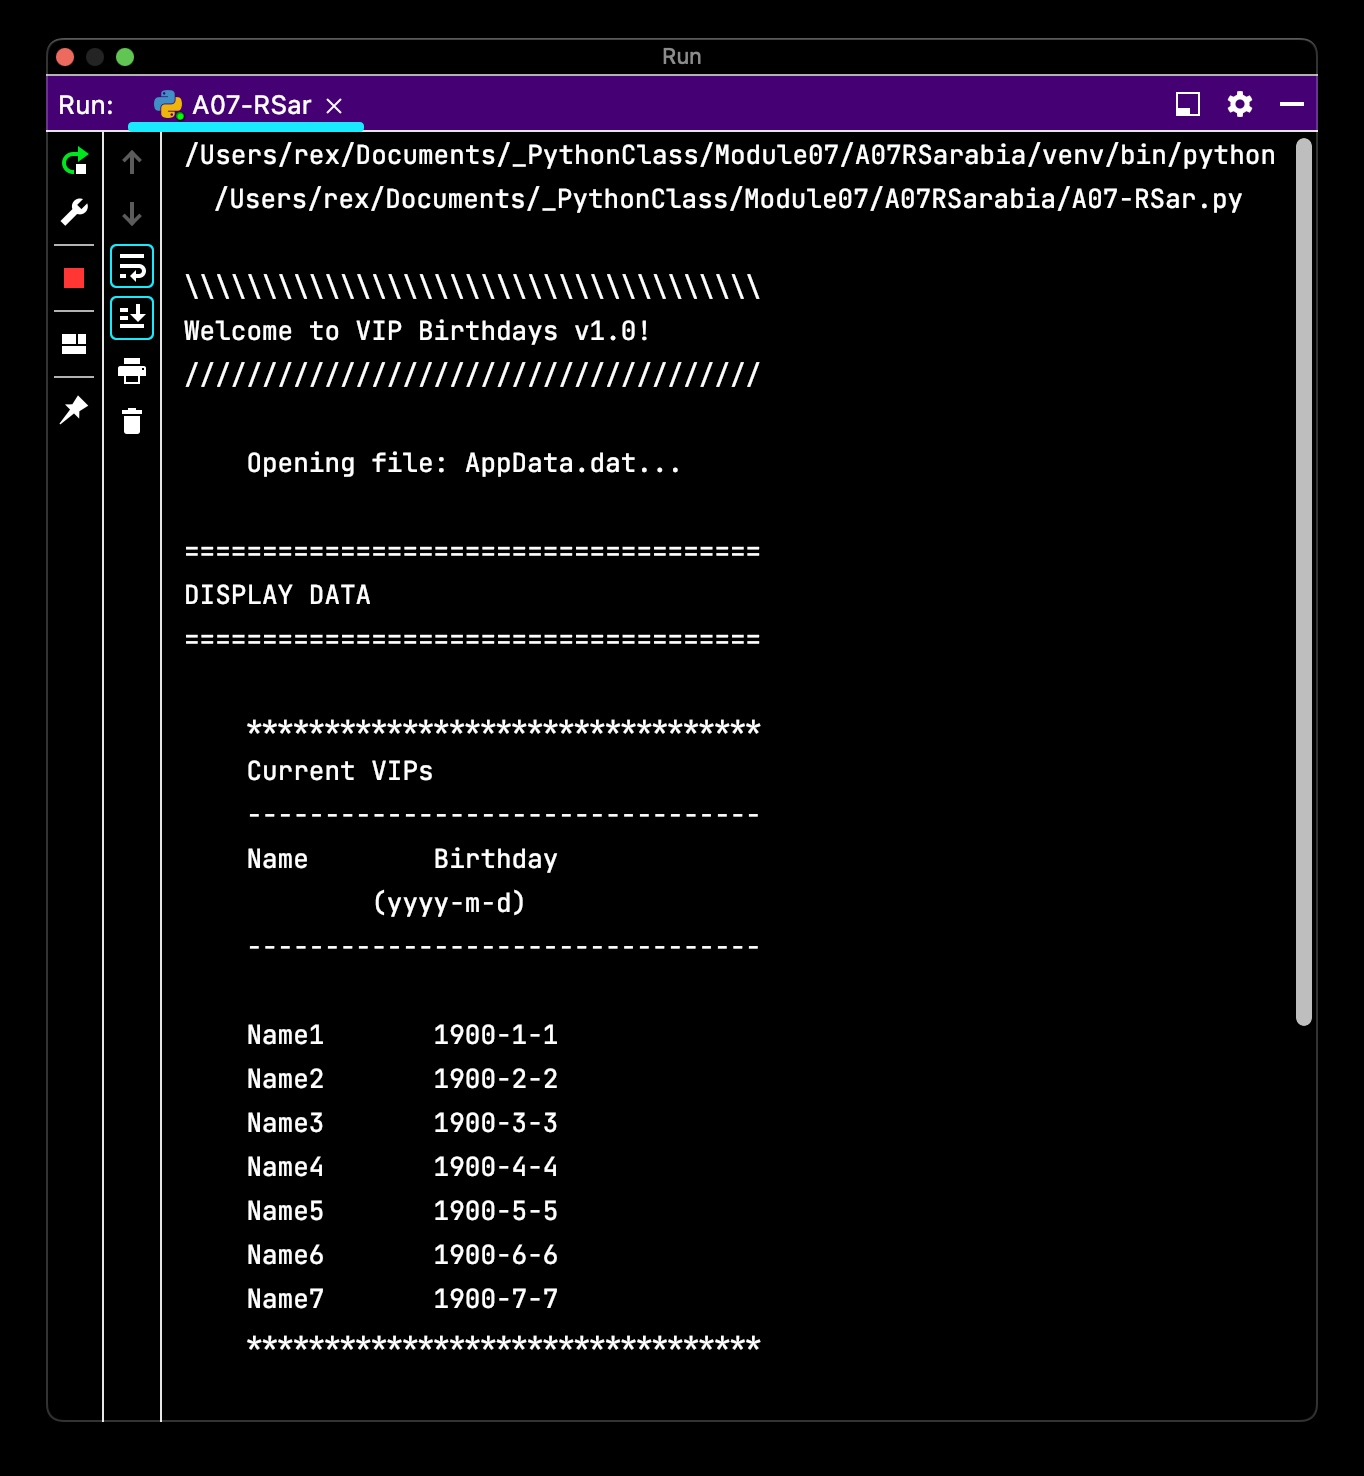 Run
Run: A07-RSar
/Users/rex/Documents/_PythonClass/Module07/A07RSarabia/venv/bin/python
/Users/rex/Documents/_PythonClass/Module07/A07RSarabia/A07-RSar.py
\\\\\\\\\\\\\\\\\\\\\\\\\\\\\\\\\\\\\
Welcome to VIP Birthdays v1.0!
/////////////////////////////////////
Opening file: AppData.dat...
=====================================
DISPLAY DATA
=====================================
*********************************
Current VIPs
---------------------------------
Name        Birthday
(yyyy-m-d)
---------------------------------
Name1       1900-1-1
Name2       1900-2-2
Name3       1900-3-3
Name4       1900-4-4
Name5       1900-5-5
Name6       1900-6-6
Name7       1900-7-7
*********************************